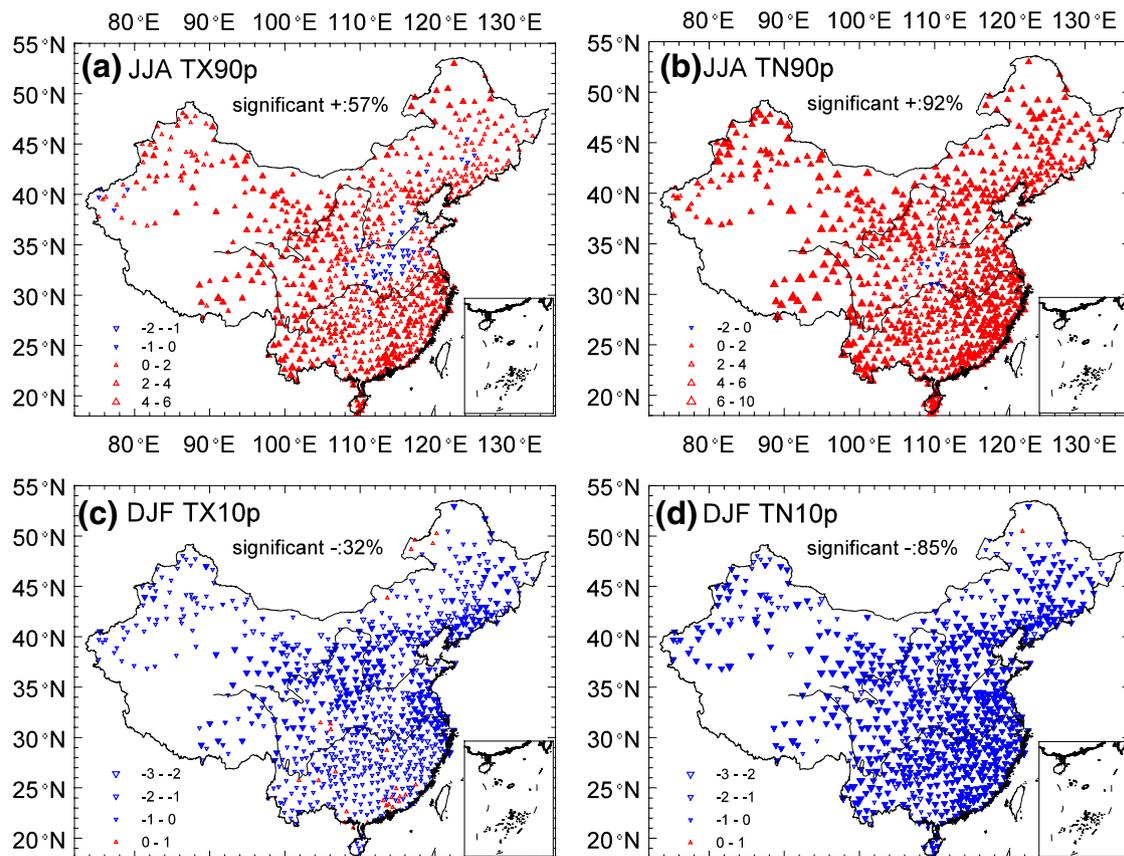 80°E 90°E 100°E 110°E 120°E 130°E
55°N
50°N
45°N
40°N
35°N
30°N
25°N
20°N
(a) JJA TX90p
significant +:57%
-2 - -1
-1 - 0
0 - 2
2 - 4
4 - 6
80°E 90°E 100°E 110°E 120°E 130°E
55°N
50°N
45°N
40°N
35°N
30°N
25°N
20°N
(b) JJA TN90p
significant +:92%
-2 - 0
0 - 2
2 - 4
4 - 6
6 - 10
80°E 90°E 100°E 110°E 120°E 130°E
55°N
50°N
45°N
40°N
35°N
30°N
25°N
20°N
(c) DJF TX10p
significant -:32%
-3 - -2
-2 - -1
-1 - 0
0 - 1
80°E 90°E 100°E 110°E 120°E 130°E
55°N
50°N
45°N
40°N
35°N
30°N
25°N
20°N
(d) DJF TN10p
significant -:85%
-3 - -2
-2 - -1
-1 - 0
0 - 1